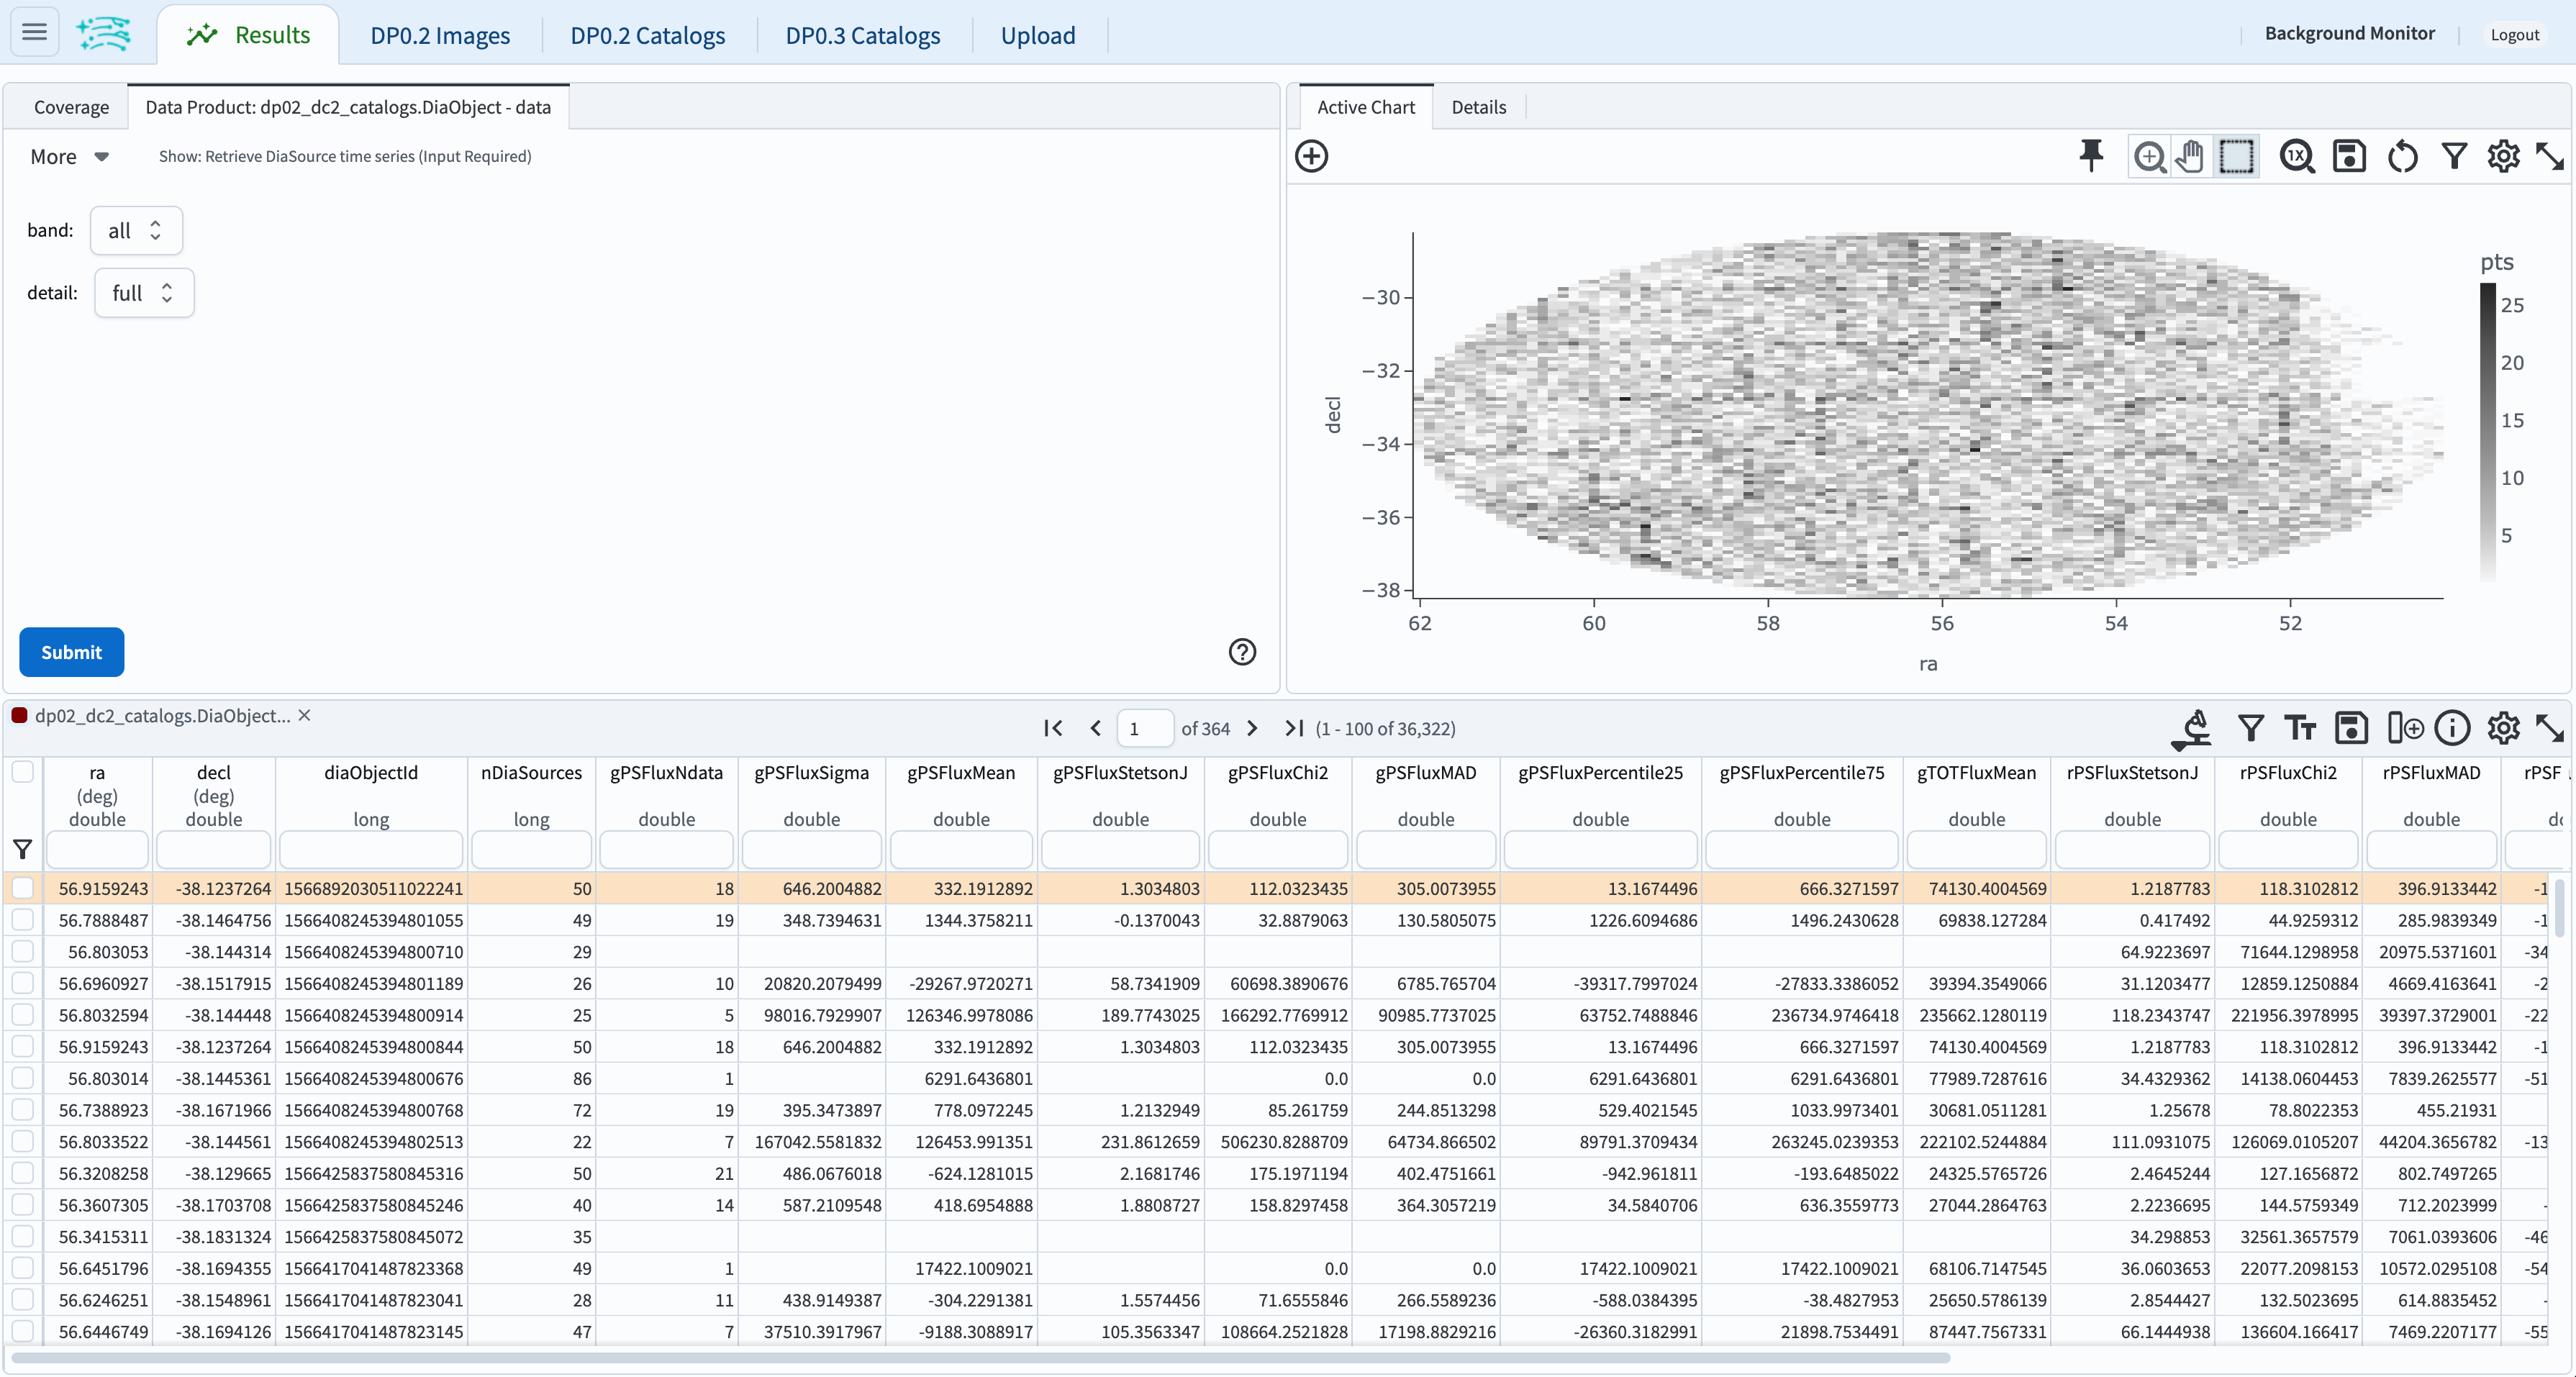 Results DP0.2 Images DP0.2 Catalogs DP0.3 Catalogs Upload Background Monitor Logout
Coverage Data Product: dp02_dc2_catalogs.DiaObject - data
More Show: Retrieve DiaSource time series (Input Required)
band: all
detail: full
Submit
Active Chart Details
1X
decl
−30
−32
−34
−36
−38
62 60 58 56 54 52
ra
pts
25
20
15
10
5
dp02_dc2_catalogs.DiaObject... 1 of 364 (1 - 100 of 36,322)
ra decl diaObjectId nDiaSources gPSFluxNdata gPSFluxSigma gPSFluxMean gPSFluxStetsonJ gPSFluxChi2 gPSFluxMAD gPSFluxPercentile25 gPSFluxPercentile75 gTOTFluxMean rPSFluxStetsonJ rPSFluxChi2 rPSFluxMAD rPSF
(deg) (deg)
double double long long double double double double double double double double double double double double
56.9159243 -38.1237264 1566892030511022241 50 18 646.2004882 332.1912892 1.3034803 112.0323435 305.0073955 13.1674496 666.3271597 74130.4004569 1.2187783 118.3102812 396.9133442 -1
56.7888487 -38.1464756 1566408245394801055 49 19 348.7394631 1344.3758211 -0.1370043 32.8879063 130.5805075 1226.6094686 1496.2430628 69838.127284 0.417492 44.9259312 285.9839349 -1
56.803053 -38.144314 1566408245394800710 29 64.9223697 71644.1298958 20975.5371601 -34
56.6960927 -38.1517915 1566408245394801189 26 10 20820.2079499 -29267.9720271 58.7341909 60698.3890676 6785.765704 -39317.7997024 -27833.3386052 39394.3549066 31.1203477 12859.1250884 4669.4163641 -2
56.8032594 -38.144448 1566408245394800914 25 5 98016.7929907 126346.9978086 189.7743025 166292.7769912 90985.7737025 63752.7488846 236734.9746418 235662.1280119 118.2343747 221956.3978995 39397.3729001 -22
56.9159243 -38.1237264 1566408245394800844 50 18 646.2004882 332.1912892 1.3034803 112.0323435 305.0073955 13.1674496 666.3271597 74130.4004569 1.2187783 118.3102812 396.9133442 -1
56.803014 -38.1445361 1566408245394800676 86 1 6291.6436801 0.0 0.0 6291.6436801 6291.6436801 77989.7287616 34.4329362 14138.0604453 7839.2625577 -51
56.7388923 -38.1671966 1566408245394800768 72 19 395.3473897 778.0972245 1.2132949 85.261759 244.8513298 529.4021545 1033.9973401 30681.0511281 1.25678 78.8022353 455.21931
56.8033522 -38.144561 1566408245394802513 22 7 167042.5581832 126453.991351 231.8612659 506230.8288709 64734.866502 89791.3709434 263245.0239353 222102.5244884 111.0931075 126069.0105207 44204.3656782 -13
56.3208258 -38.129665 1566425837580845316 50 21 486.0676018 -624.1281015 2.1681746 175.1971194 402.4751661 -942.961811 -193.6485022 24325.5765726 2.4645244 127.1656872 802.7497265
56.3607305 -38.1703708 1566425837580845246 40 14 587.2109548 418.6954888 1.8808727 158.8297458 364.3057219 34.5840706 636.3559773 27044.2864763 2.2236695 144.5759349 712.2023999 -
56.3415311 -38.1831324 1566425837580845072 35 34.298853 32561.3657579 7061.0393606 -46
56.6451796 -38.1694355 1566417041487823368 49 1 17422.1009021 0.0 0.0 17422.1009021 17422.1009021 68106.7147545 36.0603653 22077.2098153 10572.0295108 -54
56.6246251 -38.1548961 1566417041487823041 28 11 438.9149387 -304.2291381 1.5574456 71.6555846 266.5589236 -588.0384395 -38.4827953 25650.5786139 2.8544427 132.5023695 614.8835452 -
56.6446749 -38.1694126 1566417041487823145 47 7 37510.3917967 -9188.3088917 105.3563347 108664.2521828 17198.8829216 -26360.3182991 21898.7534491 87447.7567331 66.1444938 136604.166417 7469.2207177 -55